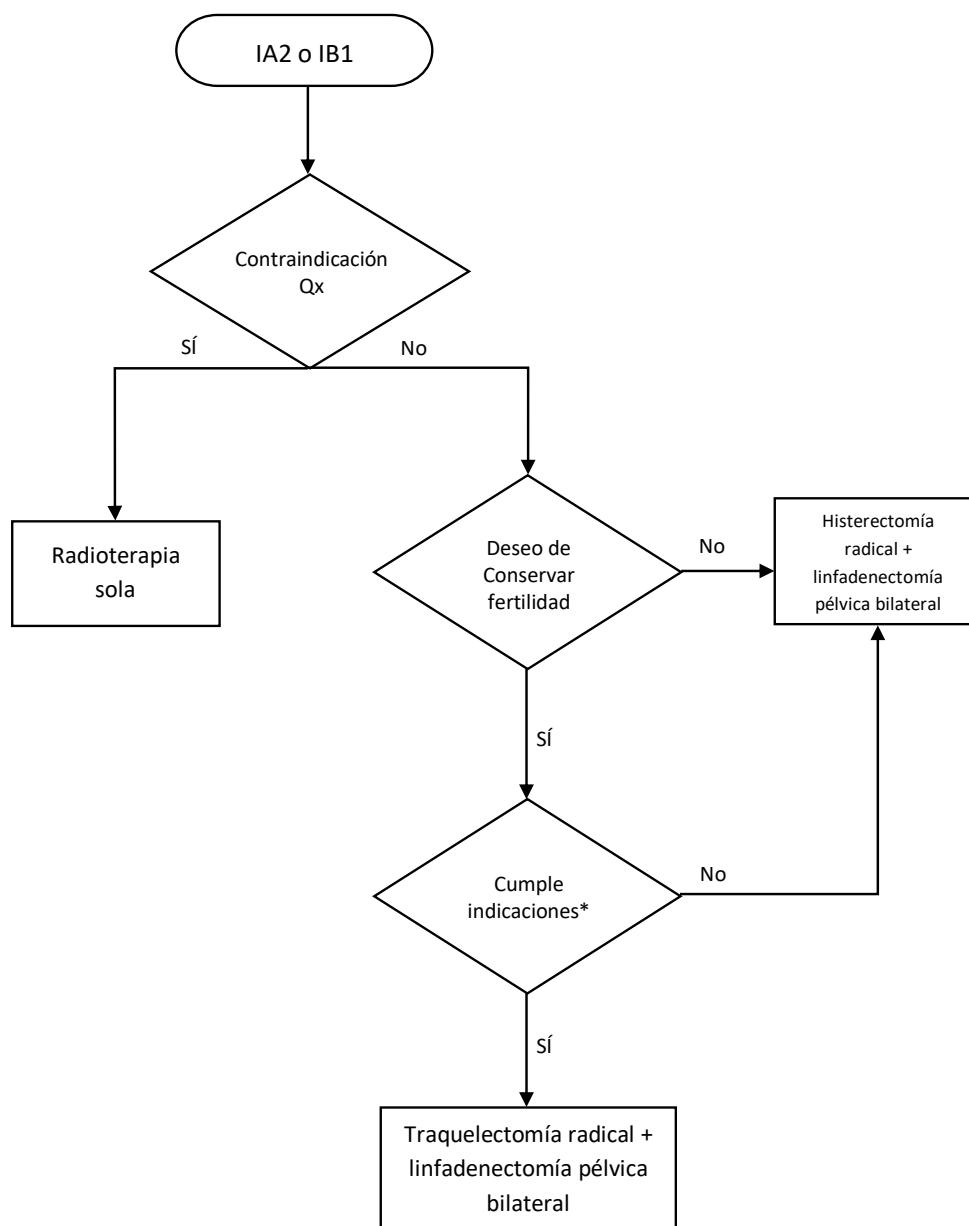 IA2 o IB1
Contraindicación
Qx
SÍ
No
Radioterapia
sola
Deseo de
Conservar
fertilidad
No
Histerectomía
radical +
linfadenectomía
pélvica bilateral
SÍ
Cumple
indicaciones*
No
SÍ
Traquelectomía radical +
linfadenectomía pélvica
bilateral